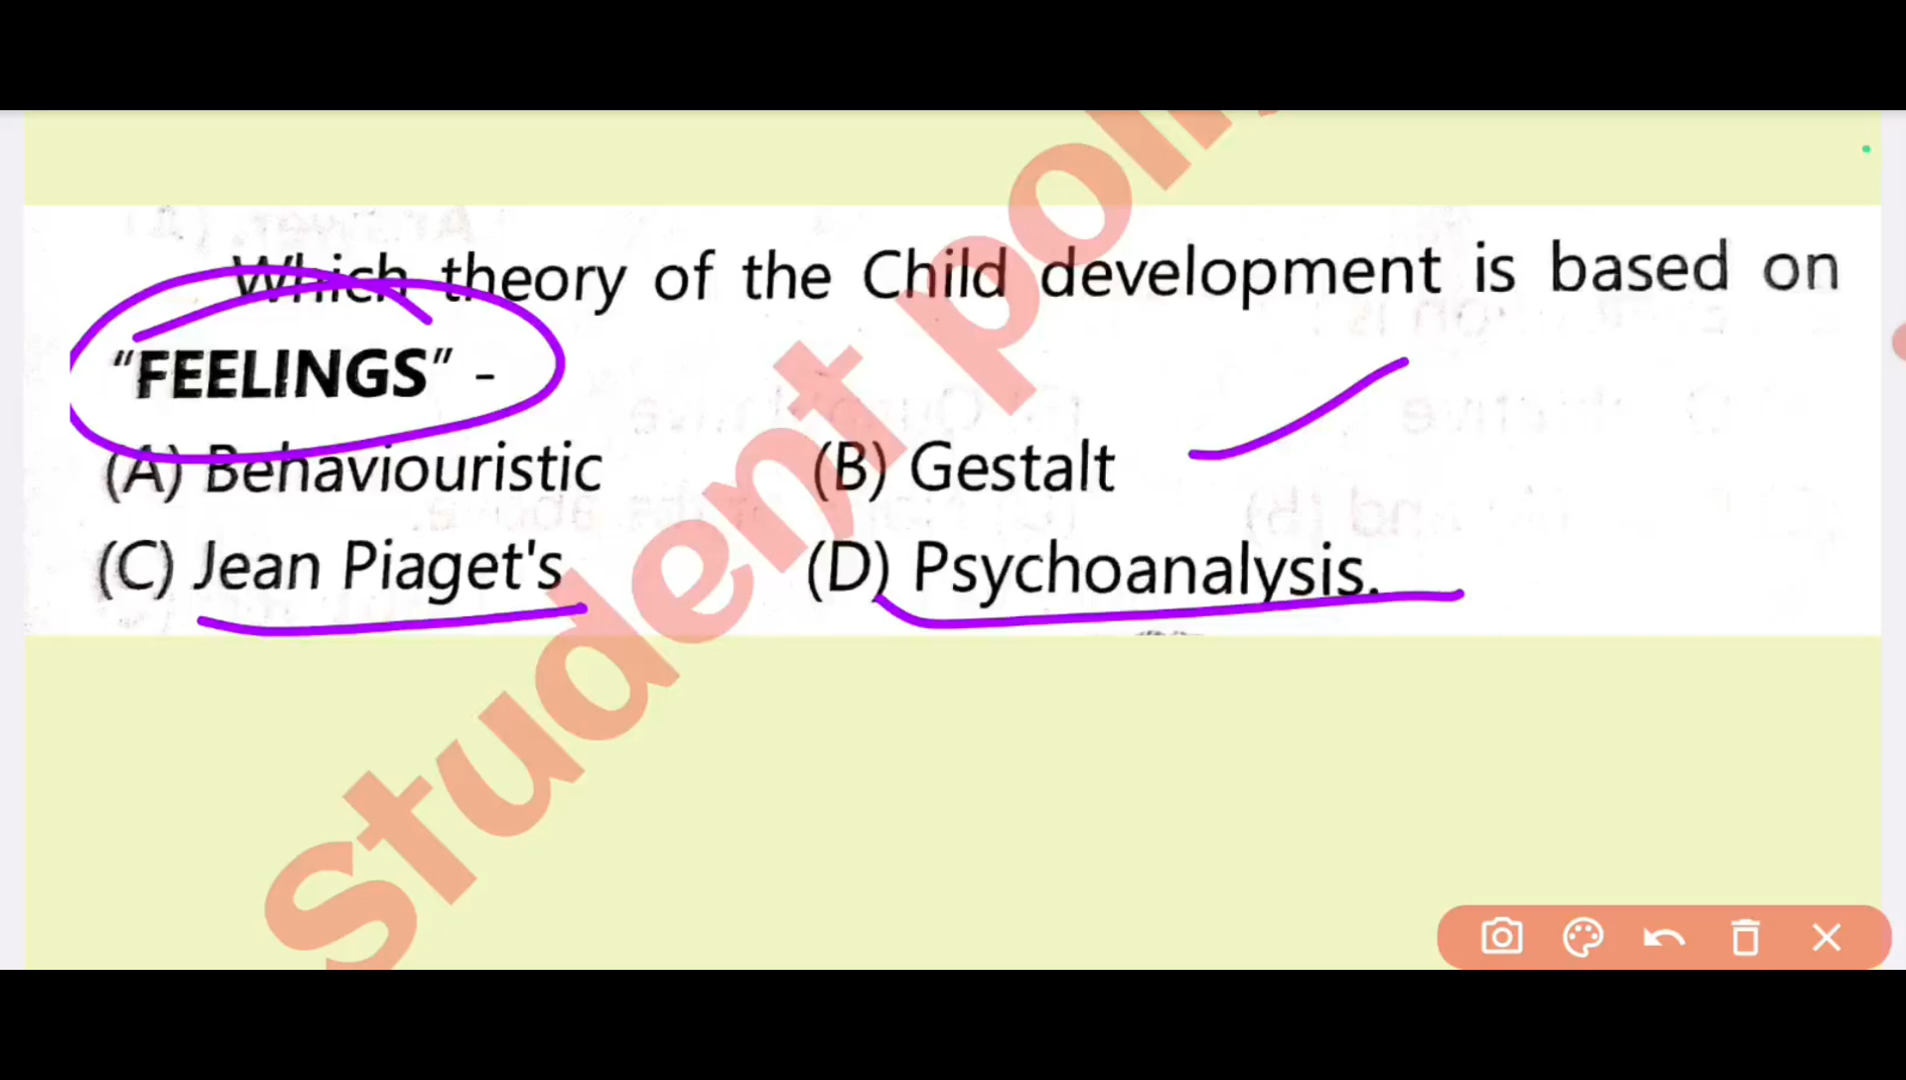 Which theory of the Child development is based on
“FEELINGS” -
(A) Behaviouristic (B) Gestalt
(C) Jean Piaget's (D) Psychoanalysis.
student